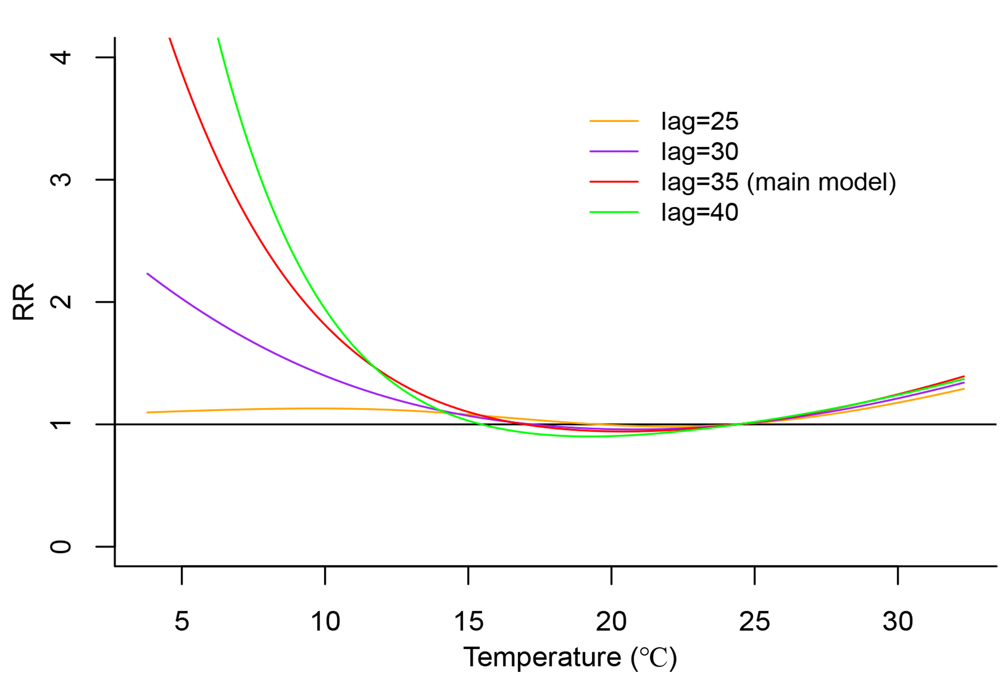 4
3
2
1
0
RR
lag=25
lag=30
lag=35 (main model)
lag=40
5 10 15 20 25 30
Temperature (℃)